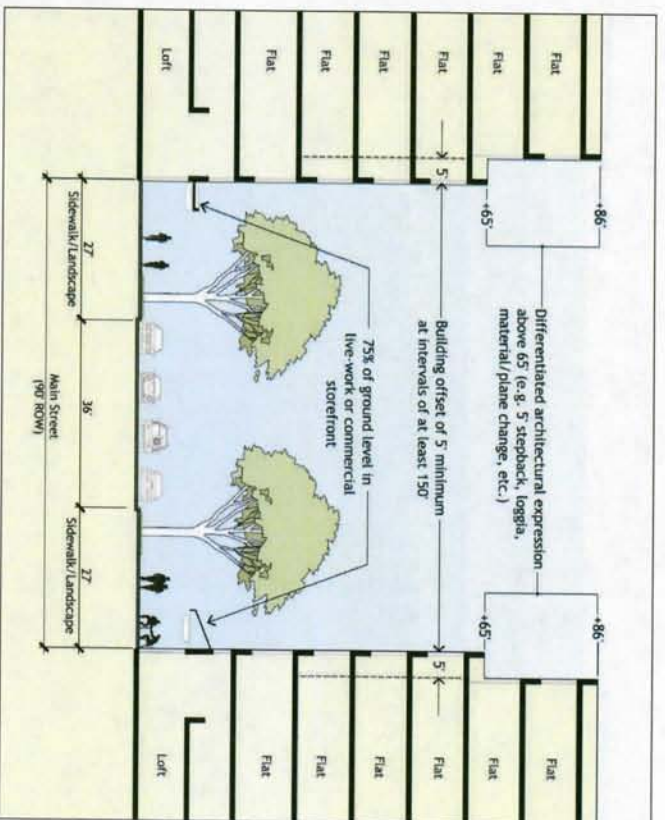 +86' +86'
Differentiated architectural expression
above 65' (e.g. 5' stepback, loggia,
material/plane change, etc.)
Flat Flat
Flat +65' +65' Flat
Building offset of 5' minimum
at intervals of at least 150'
Flat 5' 5' Flat
Flat Flat
75% of ground level in
live-work or commercial
storefront
Flat Flat
Flat Flat
Loft Loft
27' 36' 27'
Sidewalk/Landscape Sidewalk/Landscape
Main Street
(90' ROW)